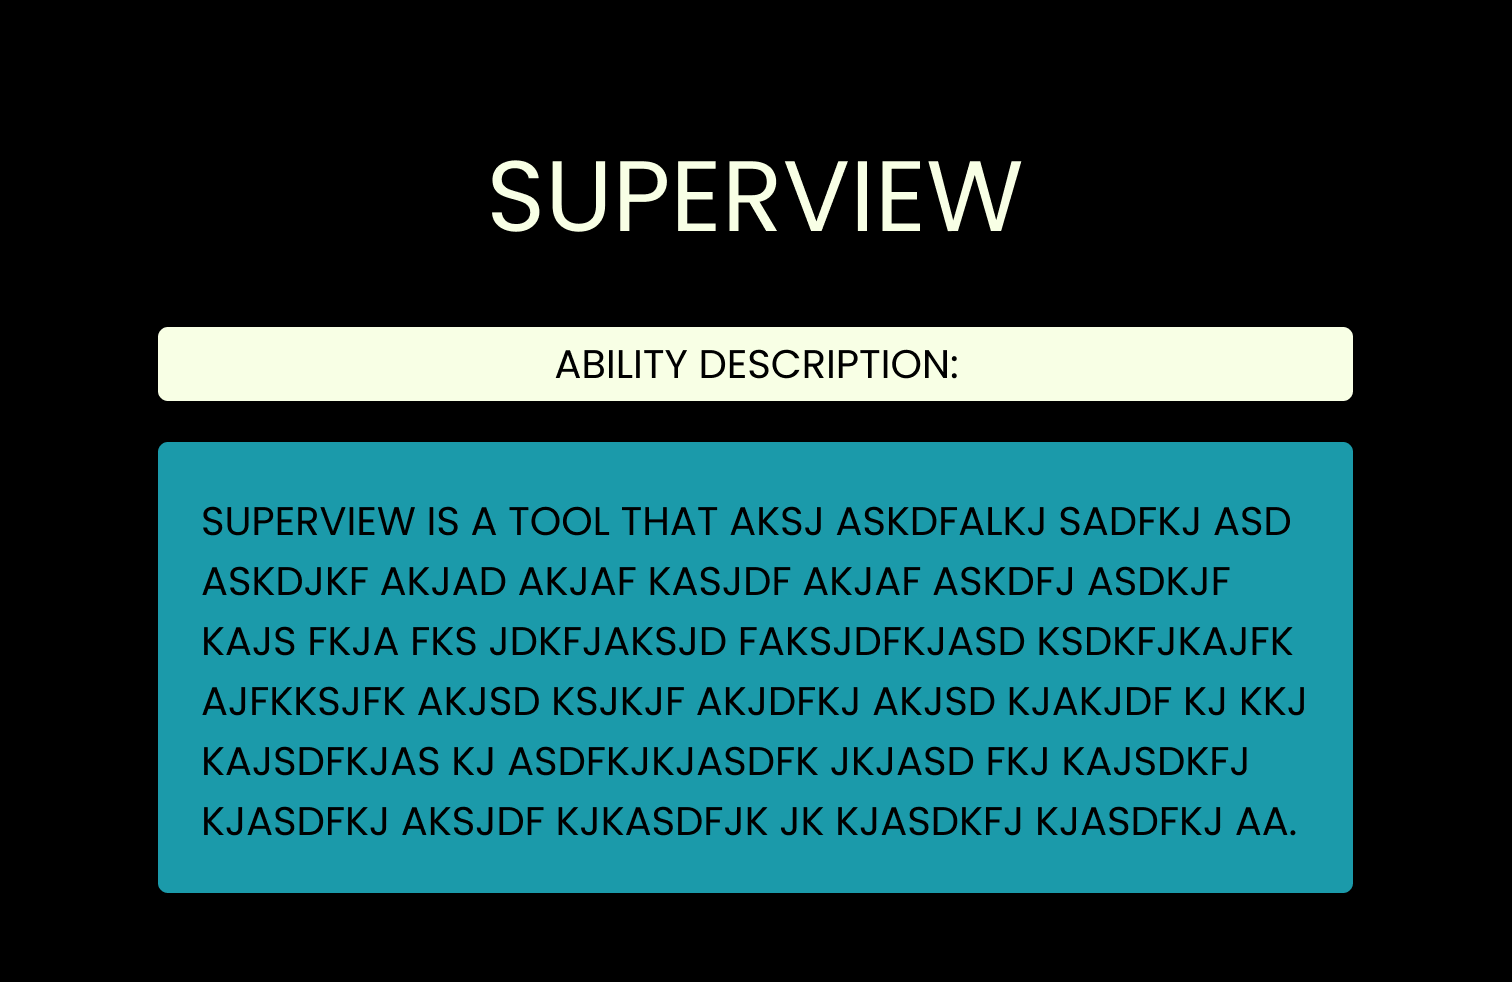 SUPERVIEW
ABILITY DESCRIPTION:
SUPERVIEW IS A TOOL THAT AKSJ ASKDFALKJ SADFKJ ASD
ASKDJKF AKJAD AKJAF KASJDF AKJAF ASKDFJ ASDKJF
KAJS FKJA FKS JDKFJAKSJD FAKSJDFKJASD KSDKFJKAJFK
AJFKKSJFK AKJSD KSJKJF AKJDFKJ AKJSD KJAKJDF KJ KKJ
KAJSDFKJAS KJ ASDFKJKJASDFK JKJASD FKJ KAJSDKFJ
KJASDFKJ AKSJDF KJKASDFJK JK KJASDKFJ KJASDFKJ AA.